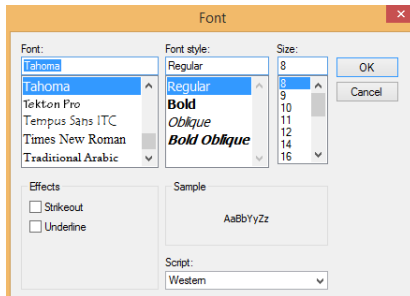 Font
Font:
Tahoma
Tahoma
Tekton Pro
Tempus Sans ITC
Times New Roman
Traditional Arabic
Font style:
Regular
Regular
Bold
Oblique
Bold Oblique
Size:
8
8
9
10
11
12
14
16
OK
Cancel
Effects
Strikeout
Underline
Sample
AaBbYyZz
Script:
Western